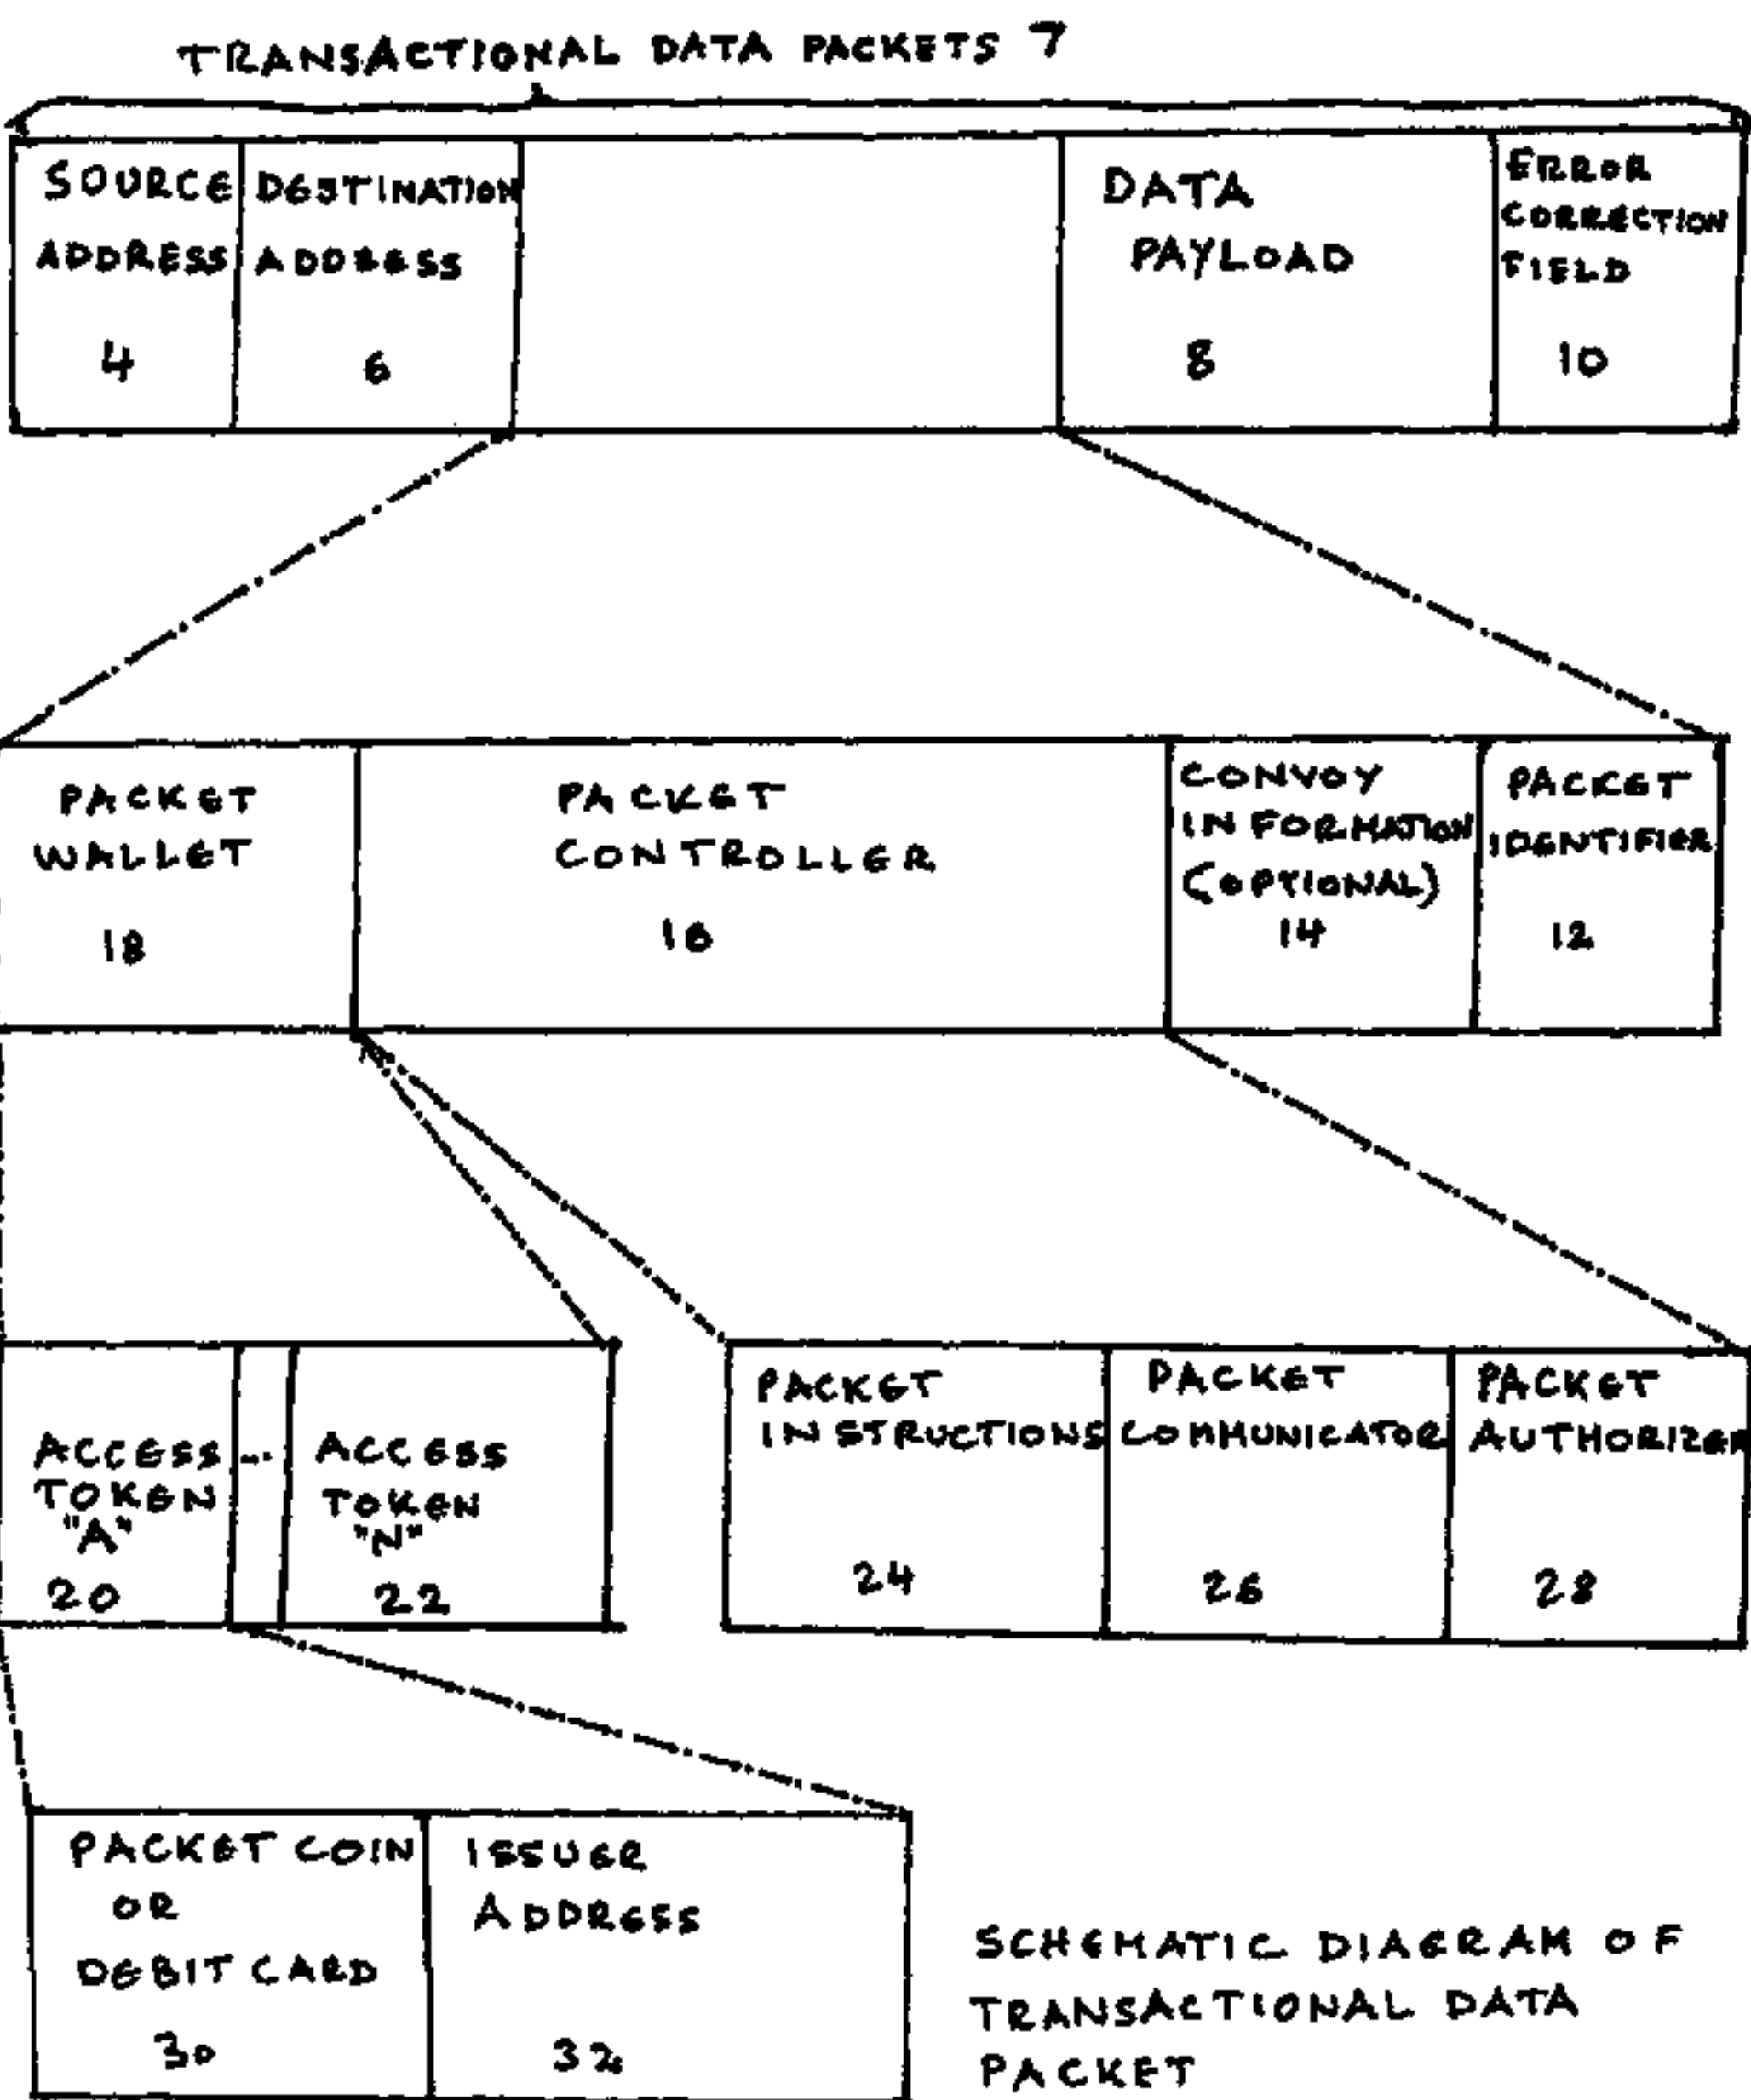 TRANSACTIONAL DATA PACKETS 7
SOURCE
ADDRESS
4
DESTINATION
ADDRESS
6
DATA
PAYLOAD
8
ERROR
CORRECTION
FIELD
10
PACKET
WALLET
18
PACKET
CONTROLLER
16
CONVOY
INFORMATION
(OPTIONAL)
14
PACKET
IDENTIFIER
12
ACCESS
TOKEN
"A"
20
...
ACCESS
TOKEN
"N"
22
PACKET
INSTRUCTIONS
24
PACKET
COMMUNICATOR
26
PACKET
AUTHORIZER
28
PACKET COIN
OR
DEBIT CARD
30
ISSUER
ADDRESS
32
SCHEMATIC DIAGRAM OF
TRANSACTIONAL DATA
PACKET